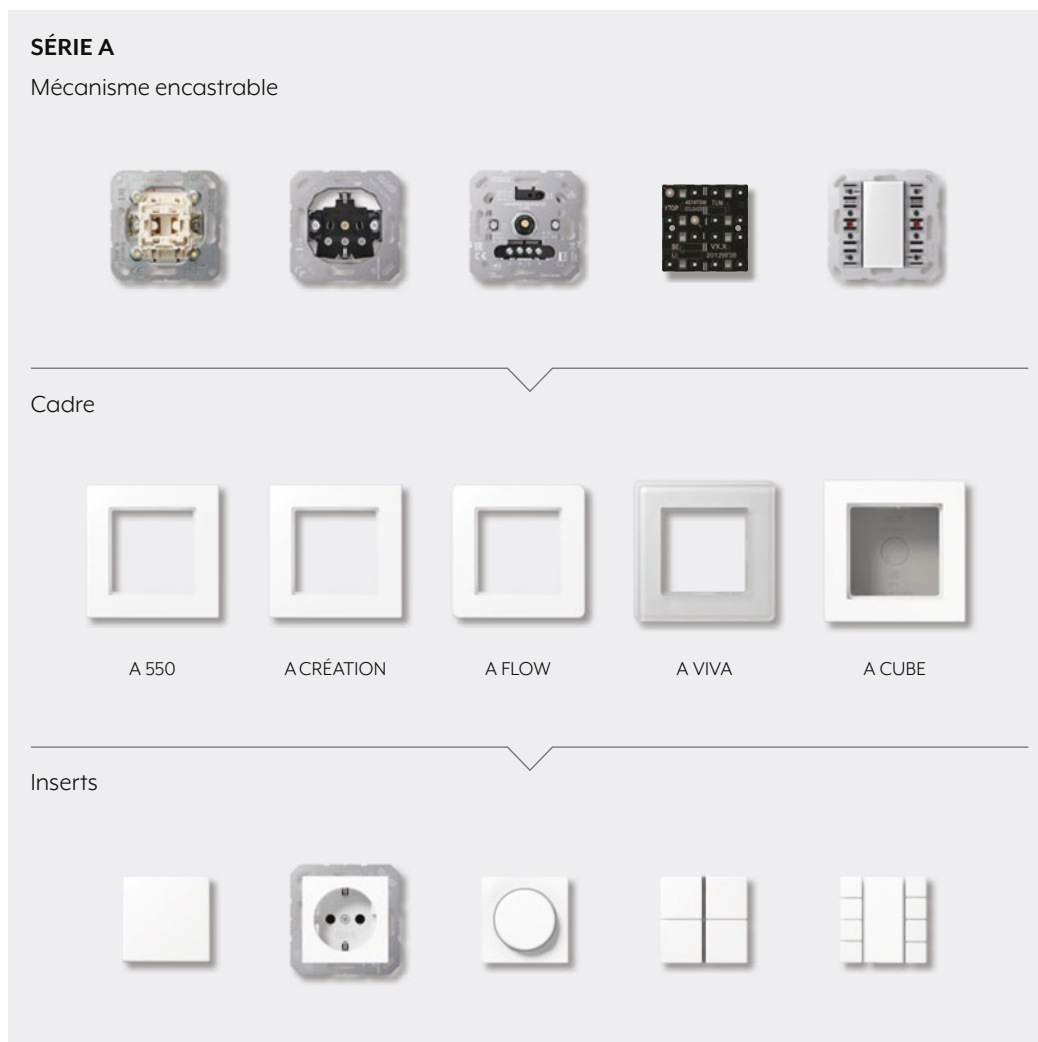 SÉRIE A
Mécanisme encastrable
Cadre
A 550
A CRÉATION
A FLOW
A VIVA
A CUBE
Inserts